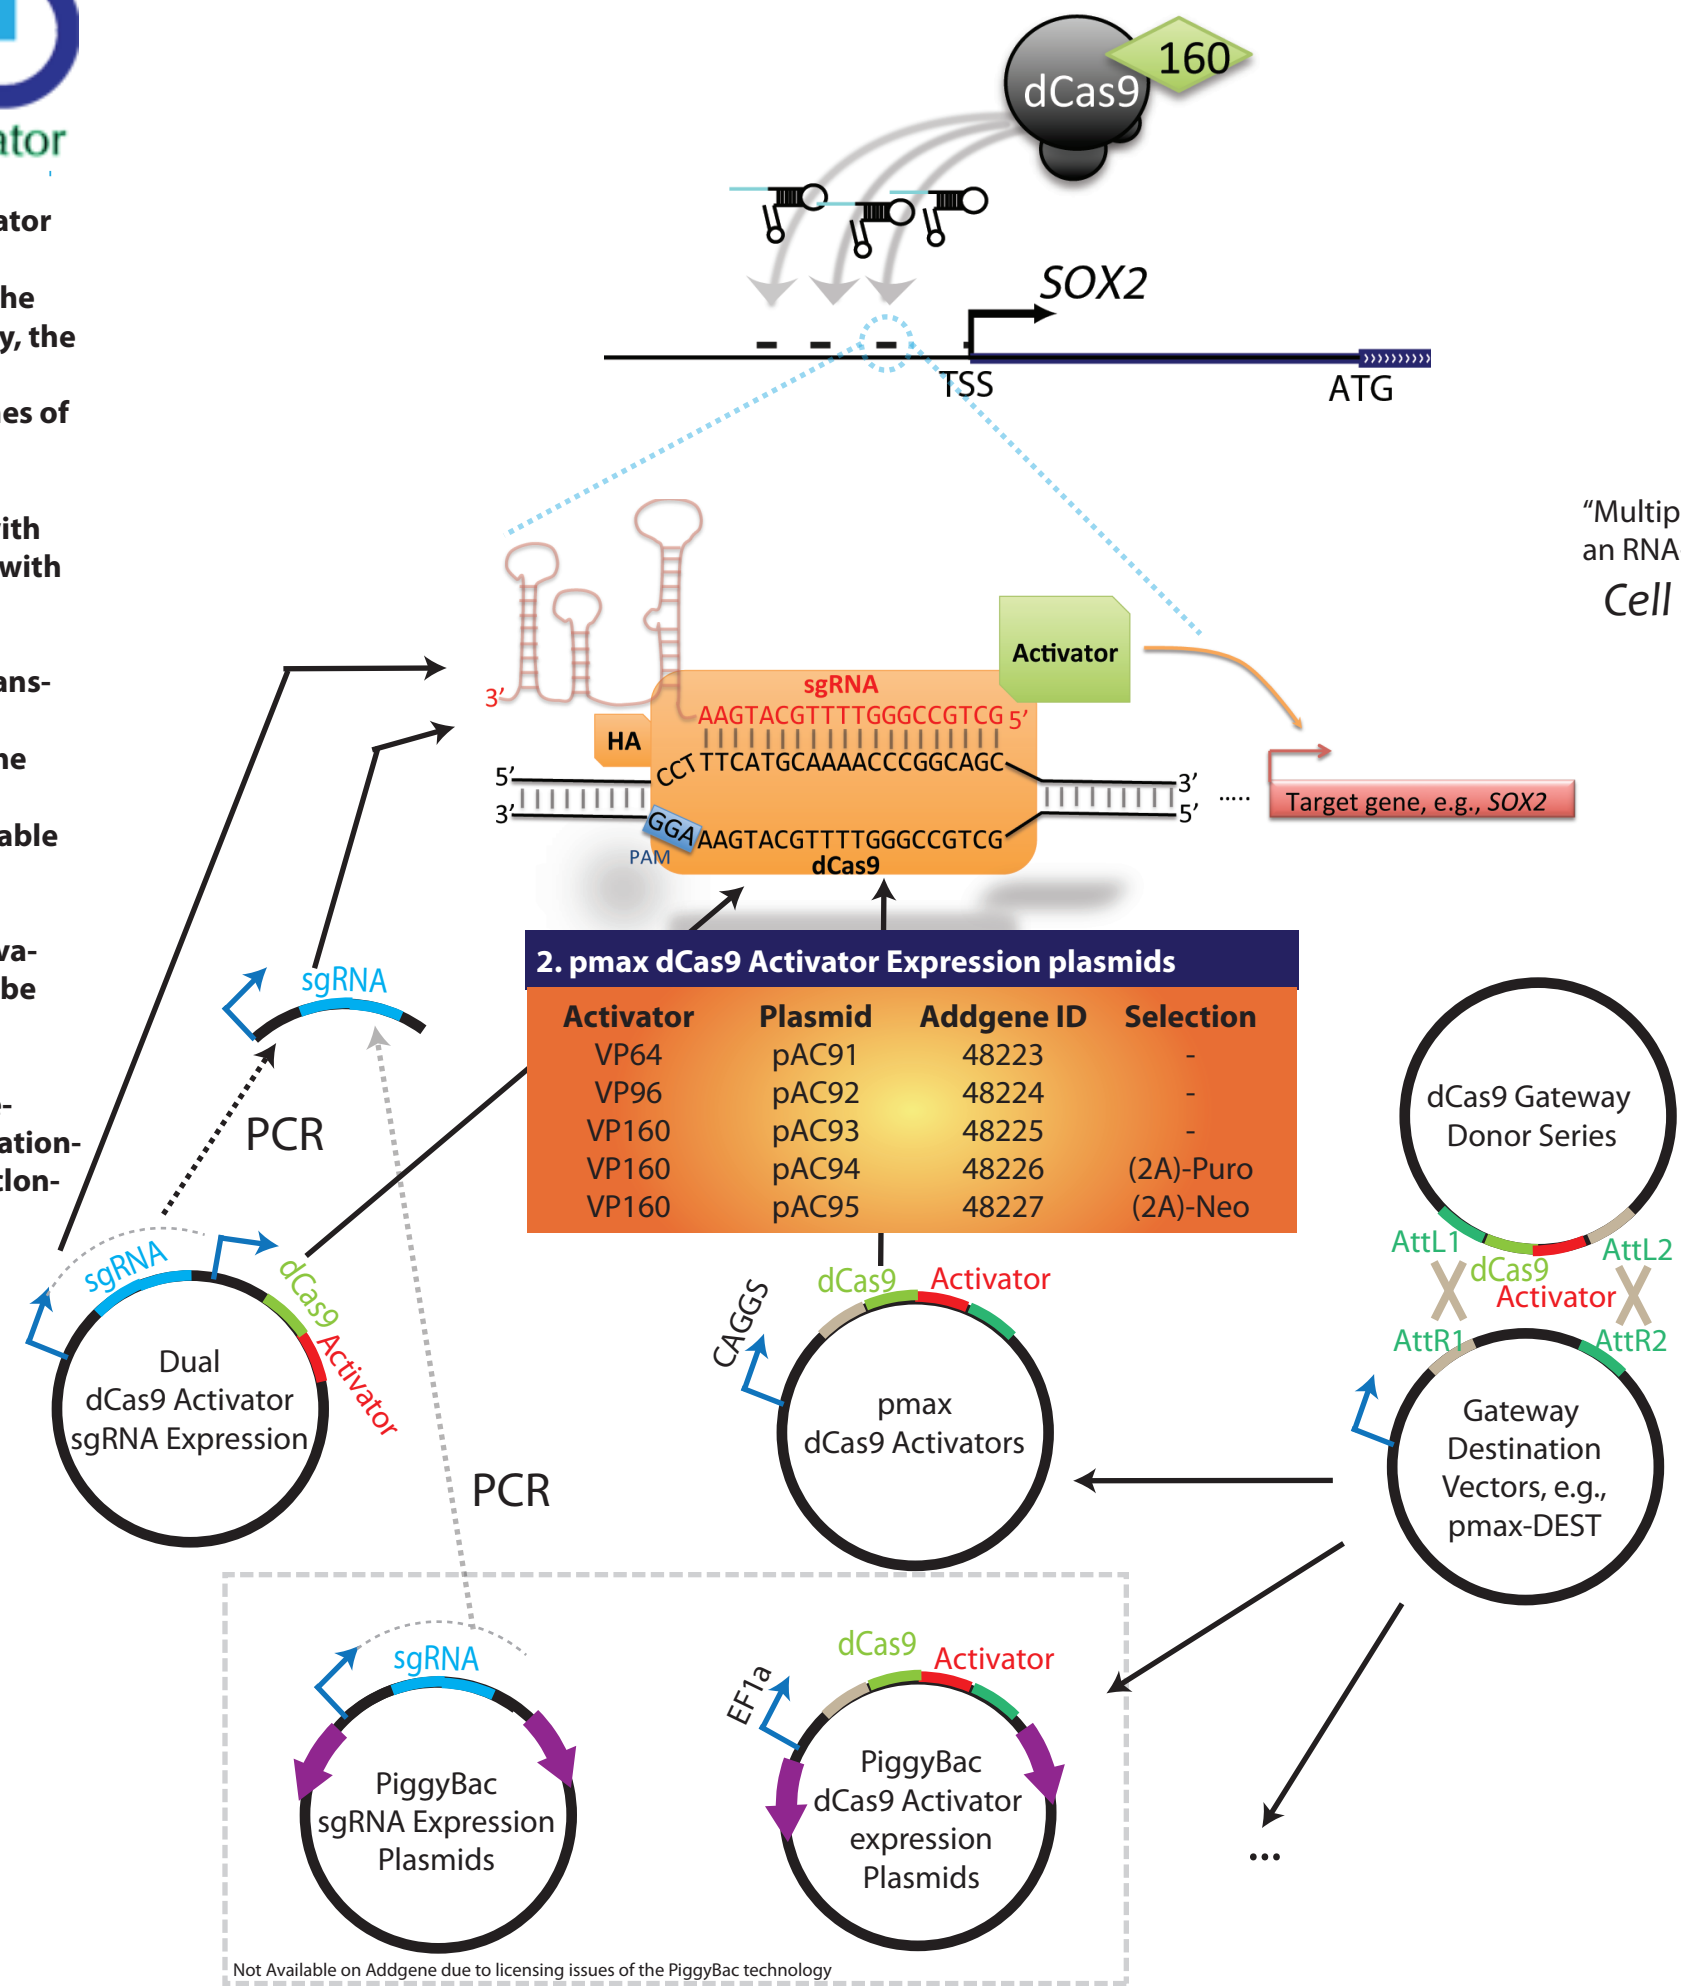 ator
ator
he
y, the
nes of
vith
with
ans-
ne
able
va-
be
e-
ation-
clon-
160
dCas9
SOX2
TSS
ATG
"Multip
an RNA-
Cell
Activator
sgRNA
3'
AAGTACGTTTTGGGCCGTCG 5'
HA
CCT TTCATGCAAAACCCGGCAGC
5'
3'
3'
5'
.....
Target gene, e.g., SOX2
GGA AAGTACGTTTTGGGCCGTCG
PAM
dCas9
2. pmax dCas9 Activator Expression plasmids
Activator Plasmid Addgene ID Selection
VP64 pAC91 48223 -
VP96 pAC92 48224 -
VP160 pAC93 48225 -
VP160 pAC94 48226 (2A)-Puro
VP160 pAC95 48227 (2A)-Neo
sgRNA
PCR
sgRNA
dCas9
Activator
Dual
dCas9 Activator
sgRNA Expression
PCR
CAGGS
dCas9
Activator
pmax
dCas9 Activators
dCas9 Gateway
Donor Series
AttL1
AttL2
dCas9
Activator
AttR1
AttR2
Gateway
Destination
Vectors, e.g.,
pmax-DEST
sgRNA
PiggyBac
sgRNA Expression
Plasmids
EF1a
dCas9
Activator
PiggyBac
dCas9 Activator
expression
Plasmids
...
Not Available on Addgene due to licensing issues of the PiggyBac technology